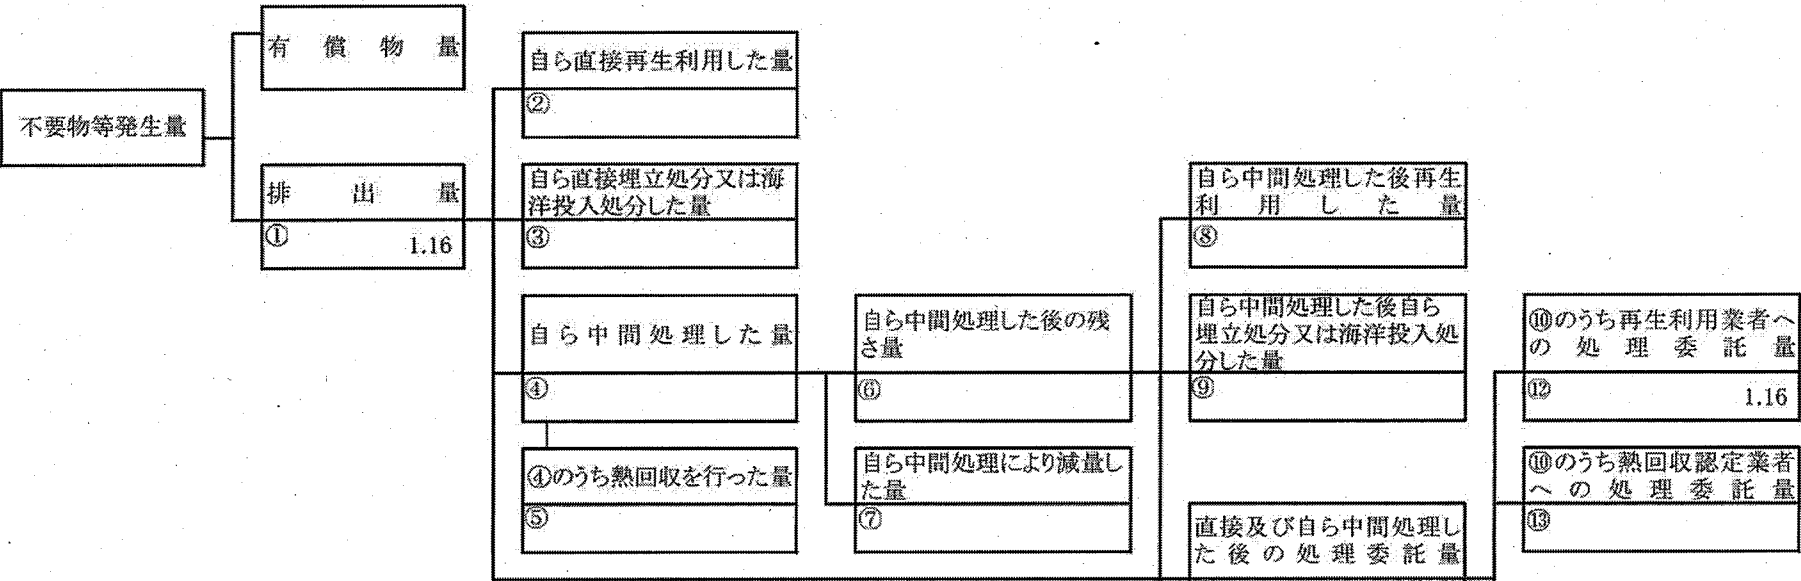 有償物量
不要物等発生量
排出量
①
1.16
自ら直接再生利用した量
②
自ら直接埋立処分又は海
洋投入処分した量
③
自ら中間処理した量
④
④のうち熱回収を行った量
⑤
自ら中間処理した後の残
さ量
⑥
自ら中間処理により減量し
た量
⑦
自ら中間処理した後再生
利用した量
⑧
自ら中間処理した後自ら
埋立処分又は海洋投入処
分した量
⑨
直接及び自ら中間処理し
た後の処理委託量
⑩のうち再生利用業者へ
の処理委託量
⑫
1.16
⑩のうち熱回収認定業者
への処理委託量
⑬